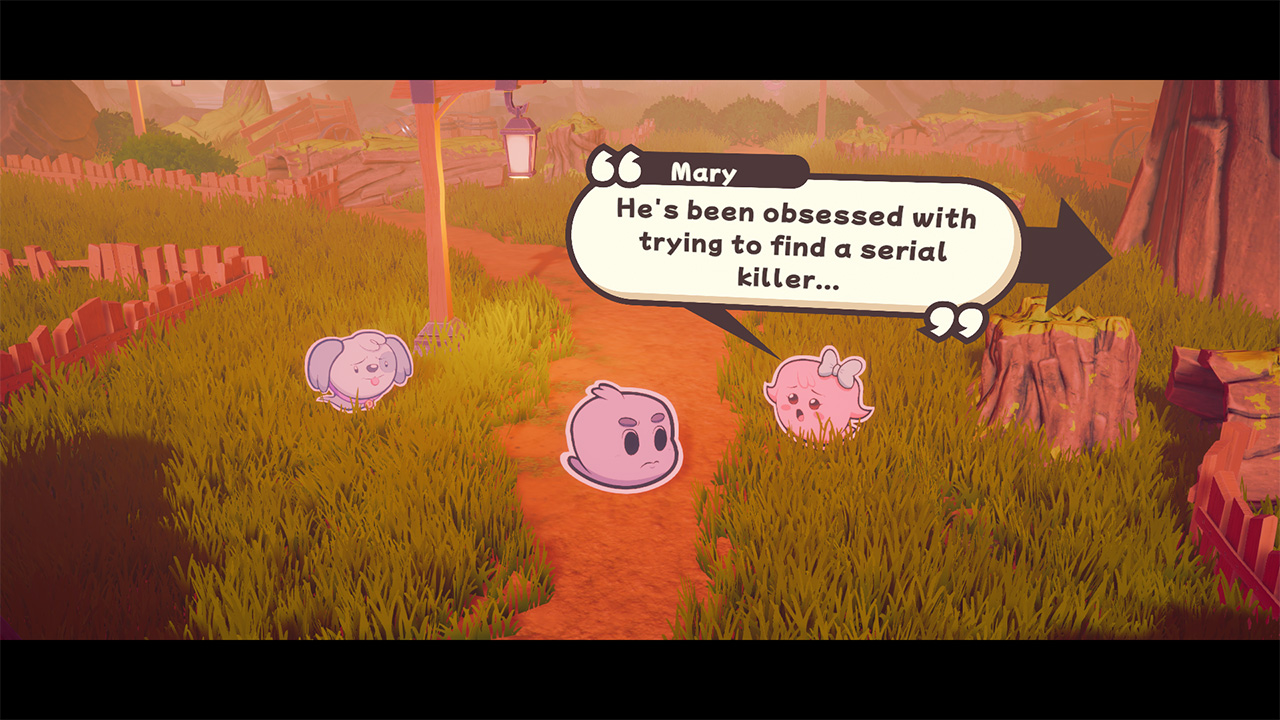 Mary
He's been obsessed with
trying to find a serial
killer...